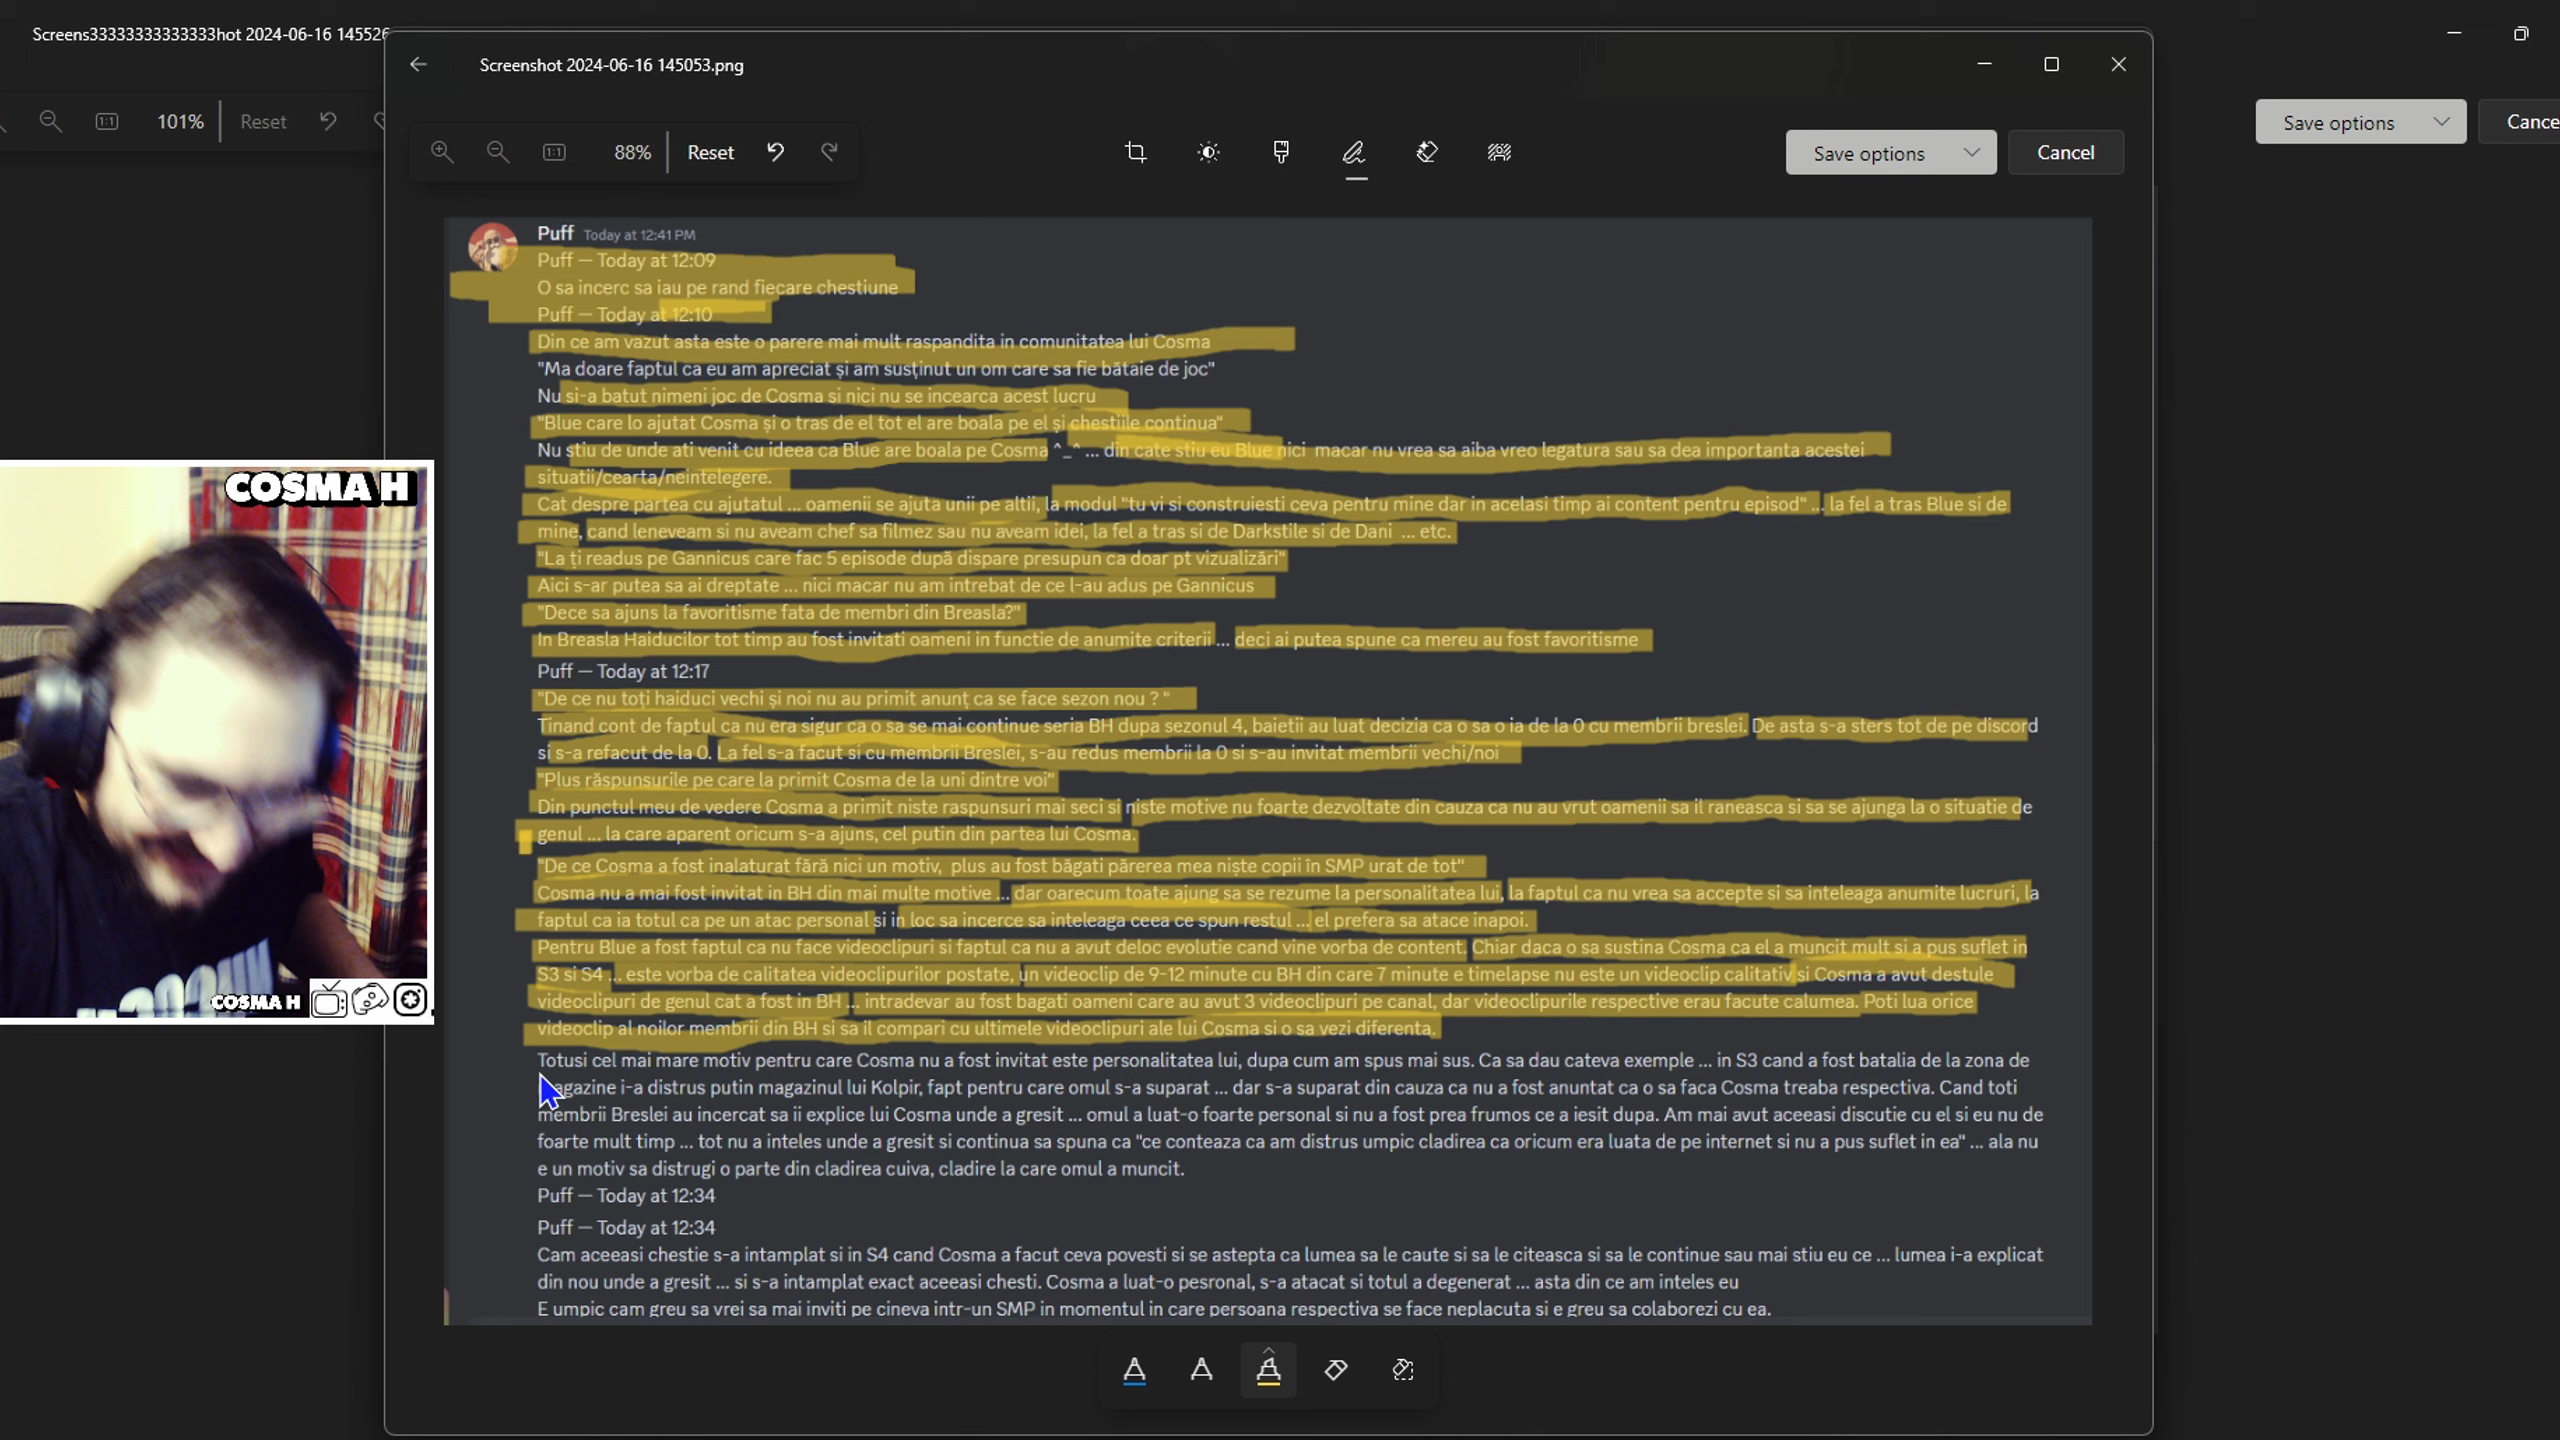 Screens33333333333333hot 2024-06-16 145526
Screenshot 2024-06-16 145053.png
101%
Reset
Save options
88%
Reset
Save options
Cancel
Puff Today at 12:41 PM
Puff — Today at 12:09
O sa incerc sa iau pe rand fiecare chestiune
Puff — Today at 12:10
Din ce am vazut asta este o parere mai mult raspandita in comunitatea lui Cosma
"Ma doare faptul ca eu am apreciat și am susținut un om care sa fie bătaie de joc"
Nu si-a batut nimeni joc de Cosma si nici nu se incearca acest lucru
"Blue care lo ajutat Cosma și o tras de el tot el are boala pe el și chestiile continua"
Nu stiu de unde ati venit cu ideea ca Blue are boala pe Cosma ^_^ ... din cate stiu eu Blue nici macar nu vrea sa aiba vreo legatura sau sa dea importanta acestei
situatii/cearta/neintelegere.
Cat despre partea cu ajutatul ... oamenii se ajuta unii pe altii, la modul "tu vi si construiesti ceva pentru mine dar in acelasi timp ai content pentru episod" ... la fel a tras Blue si de
mine, cand leneveam si nu aveam chef sa filmez sau nu aveam idei, la fel a tras si de Darkstile si de Dani ... etc.
"La ți readus pe Gannicus care fac 5 episode după dispare presupun ca doar pt vizualizări"
Aici s-ar putea sa ai dreptate ... nici macar nu am intrebat de ce l-au adus pe Gannicus
"Dece sa ajuns la favoritisme fata de membri din Breasla?"
In Breasla Haiducilor tot timp au fost invitati oameni in functie de anumite criterii ... deci ai putea spune ca mereu au fost favoritisme
Puff — Today at 12:17
"De ce nu toți haiduci vechi și noi nu au primit anunț ca se face sezon nou ? "
Tinand cont de faptul ca nu era sigur ca o sa se mai continue seria BH dupa sezonul 4, baietii au luat decizia ca o sa o ia de la 0 cu membrii breslei. De asta s-a sters tot de pe discord
si s-a refacut de la 0. La fel s-a facut si cu membrii Breslei, s-au redus membrii la 0 si s-au invitat membrii vechi/noi
"Plus răspunsurile pe care la primit Cosma de la uni dintre voi"
Din punctul meu de vedere Cosma a primit niste raspunsuri mai seci si niste motive nu foarte dezvoltate din cauza ca nu au vrut oamenii sa il raneasca si sa se ajunga la o situatie de
genul ... la care aparent oricum s-a ajuns, cel putin din partea lui Cosma.
"De ce Cosma a fost inalaturat fără nici un motiv, plus au fost băgati părerea mea niște copii în SMP urat de tot"
Cosma nu a mai fost invitat in BH din mai multe motive ... dar oarecum toate ajung sa se rezume la personalitatea lui, la faptul ca nu vrea sa accepte si sa inteleaga anumite lucruri, la
faptul ca ia totul ca pe un atac personal si in loc sa incerce sa inteleaga ceea ce spun restul ... el prefera sa atace inapoi.
Pentru Blue a fost faptul ca nu face videoclipuri si faptul ca nu a avut deloc evolutie cand vine vorba de content. Chiar daca o sa sustina Cosma ca el a muncit mult si a pus suflet in
S3 si S4 ... este vorba de calitatea videoclipurilor postate, un videoclip de 9-12 minute cu BH din care 7 minute e timelapse nu este un videoclip calitativ si Cosma a avut destule
videoclipuri de genul cat a fost in BH ... intradevar au fost bagati oameni care au avut 3 videoclipuri pe canal, dar videoclipurile respective erau facute calumea. Poti lua orice
videoclip al noilor membrii din BH si sa il compari cu ultimele videoclipuri ale lui Cosma si o sa vezi diferenta.
Totusi cel mai mare motiv pentru care Cosma nu a fost invitat este personalitatea lui, dupa cum am spus mai sus. Ca sa dau cateva exemple ... in S3 cand a fost batalia de la zona de
agazine i-a distrus putin magazinul lui Kolpir, fapt pentru care omul s-a suparat ... dar s-a suparat din cauza ca nu a fost anuntat ca o sa faca Cosma treaba respectiva. Cand toti
membrii Breslei au incercat sa ii explice lui Cosma unde a gresit ... omul a luat-o foarte personal si nu a fost prea frumos ce a iesit dupa. Am mai avut aceeasi discutie cu el si eu nu de
foarte mult timp ... tot nu a inteles unde a gresit si continua sa spuna ca "ce conteaza ca am distrus umpic cladirea ca oricum era luata de pe internet si nu a pus suflet in ea" ... ala nu
e un motiv sa distrugi o parte din cladirea cuiva, cladire la care omul a muncit.
Puff — Today at 12:34
Puff — Today at 12:34
Cam aceeasi chestie s-a intamplat si in S4 cand Cosma a facut ceva povesti si se astepta ca lumea sa le caute si sa le citeasca si sa le continue sau mai stiu eu ce ... lumea i-a explicat
din nou unde a gresit ... si s-a intamplat exact aceeasi chesti. Cosma a luat-o pesronal, s-a atacat si totul a degenerat ... asta din ce am inteles eu
E umpic cam greu sa vrei sa mai inviti pe cineva intr-un SMP in momentul in care persoana respectiva se face neplacuta si e greu sa colaborezi cu ea.
COSMA H
COSMA H